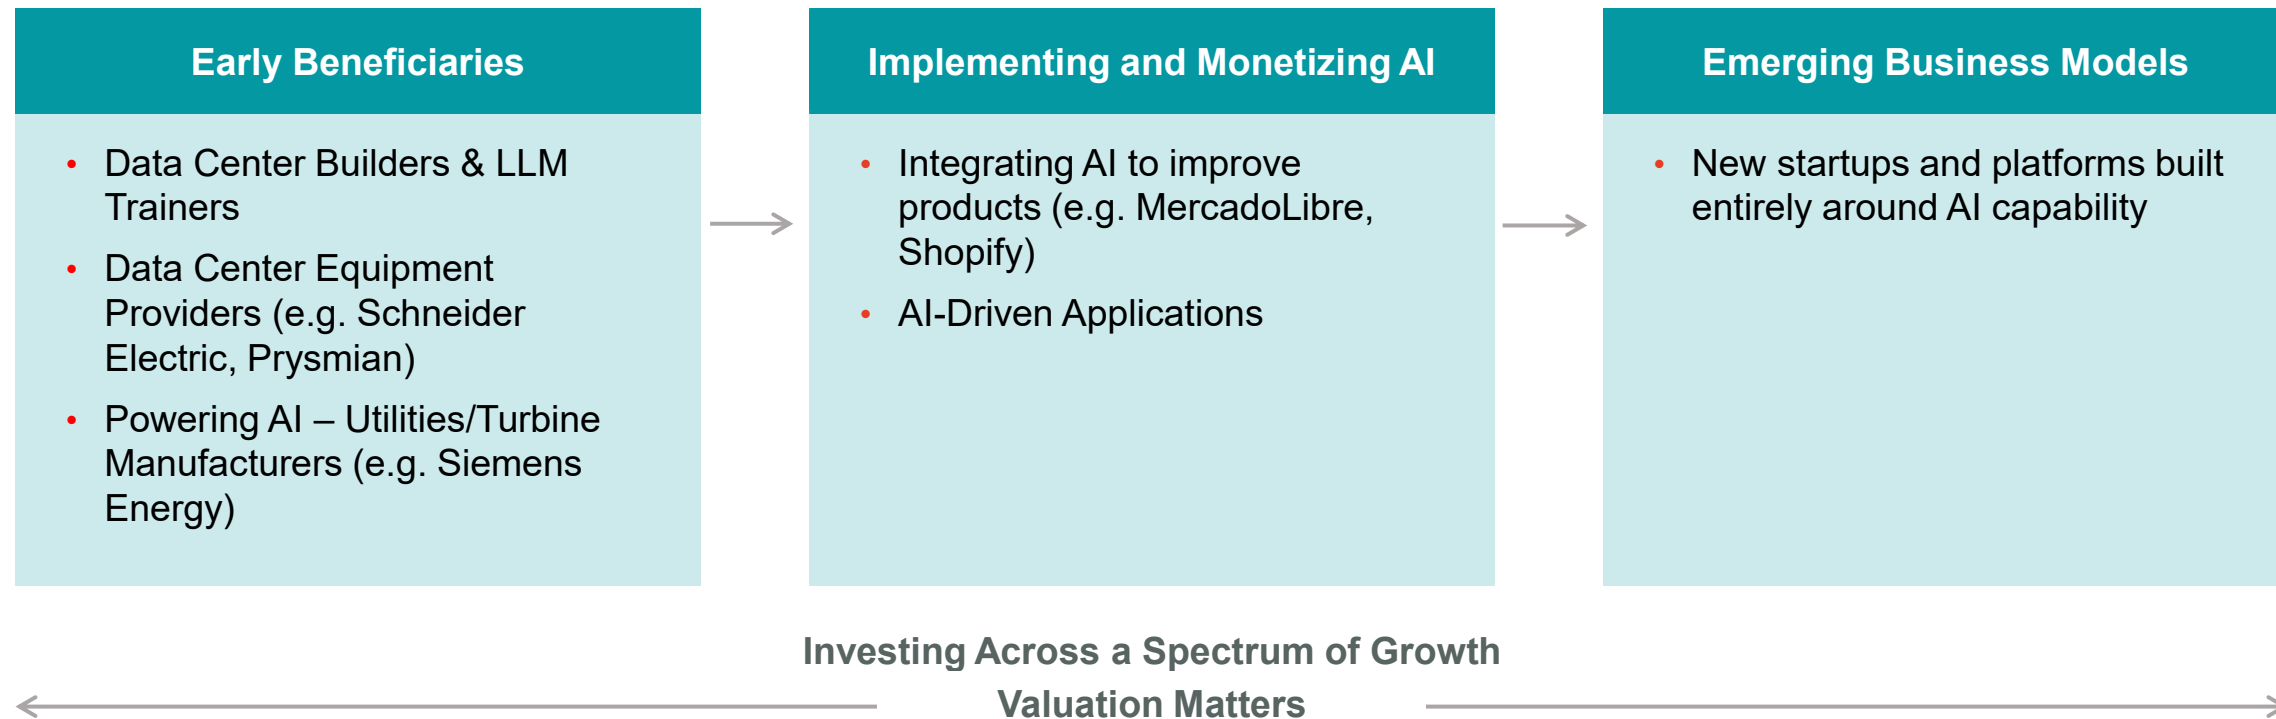 Early Beneficiaries
• Data Center Builders & LLM
Trainers
• Data Center Equipment
Providers (e.g. Schneider
Electric, Prysmian)
• Powering AI – Utilities/Turbine
Manufacturers (e.g. Siemens
Energy)
Implementing and Monetizing AI
• Integrating AI to improve
products (e.g. MercadoLibre,
Shopify)
• AI-Driven Applications
Emerging Business Models
• New startups and platforms built
entirely around AI capability
Investing Across a Spectrum of Growth
Valuation Matters